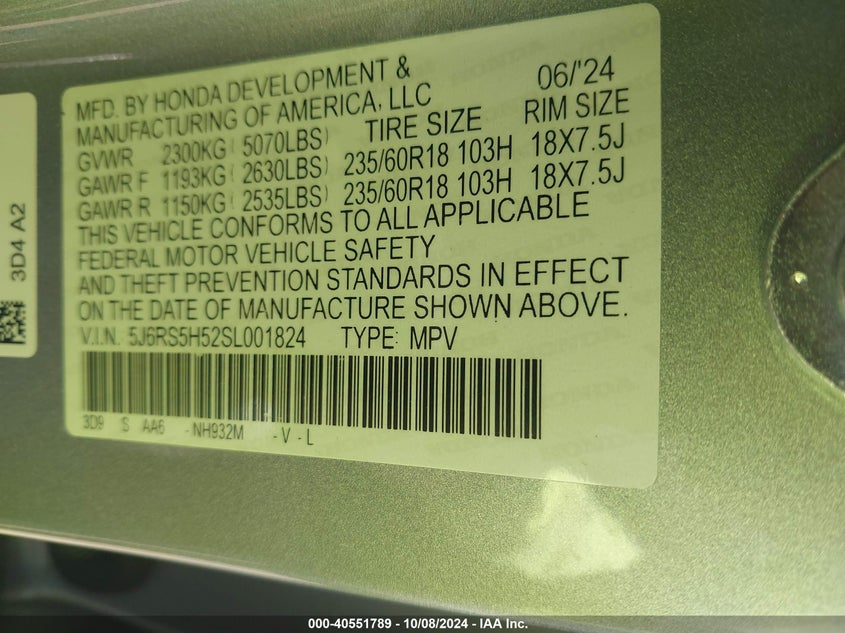 MFD. BY HONDA DEVELOPMENT & 06/'24
MANUFACTURING OF AMERICA, LLC
TIRE SIZE RIM SIZE
GVWR 2300KG( 5070LBS)
GAWR F 1193KG( 2630LBS) 235/60R18 103H 18X7.5J
GAWR R 1150KG( 2535LBS) 235/60R18 103H 18X7.5J
THIS VEHICLE CONFORMS TO ALL APPLICABLE
FEDERAL MOTOR VEHICLE SAFETY
AND THEFT PREVENTION STANDARDS IN EFFECT
ON THE DATE OF MANUFACTURE SHOWN ABOVE.
V.I.N. 5J6RS5H52SL001824 TYPE: MPV
3D9 S AA6 -NH932M -V-L
3D4 A2
000-40551789 - 10/08/2024 - IAA Inc.